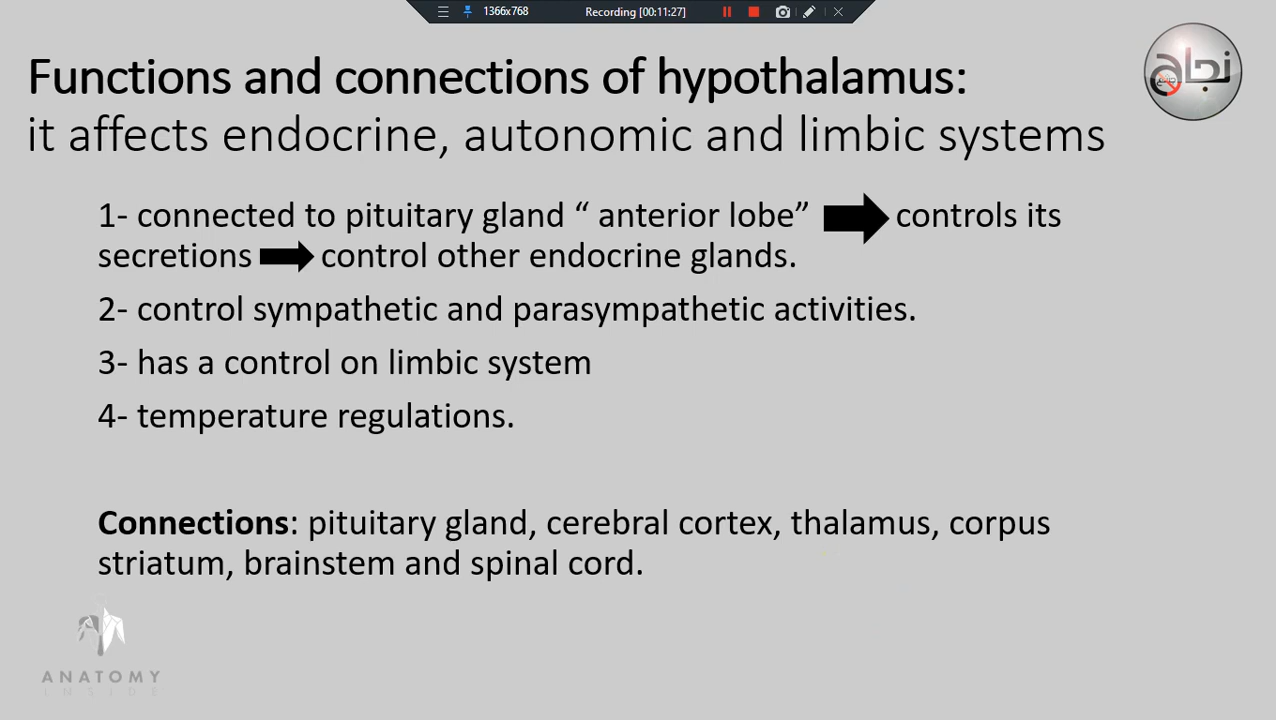 1366x768 Recording [00:11:27]
Functions and connections of hypothalamus:
it affects endocrine, autonomic and limbic systems
نجاح
1- connected to pituitary gland “ anterior lobe” controls its
secretions control other endocrine glands.
2- control sympathetic and parasympathetic activities.
3- has a control on limbic system
4- temperature regulations.
Connections: pituitary gland, cerebral cortex, thalamus, corpus
striatum, brainstem and spinal cord.
ANATOMY
INSIDE